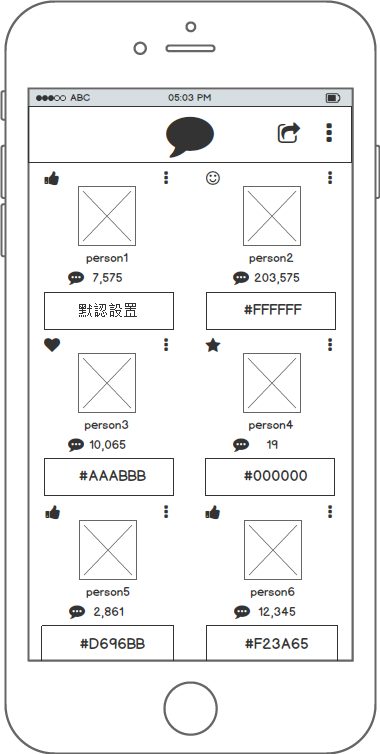 ABC 05:03 PM
person1 person2
7,575 203,575
默認設置 #FFFFFF
person3 person4
10,065 19
#AAABBB #000000
person5 person6
2,861 12,345
#D696BB #F23A65